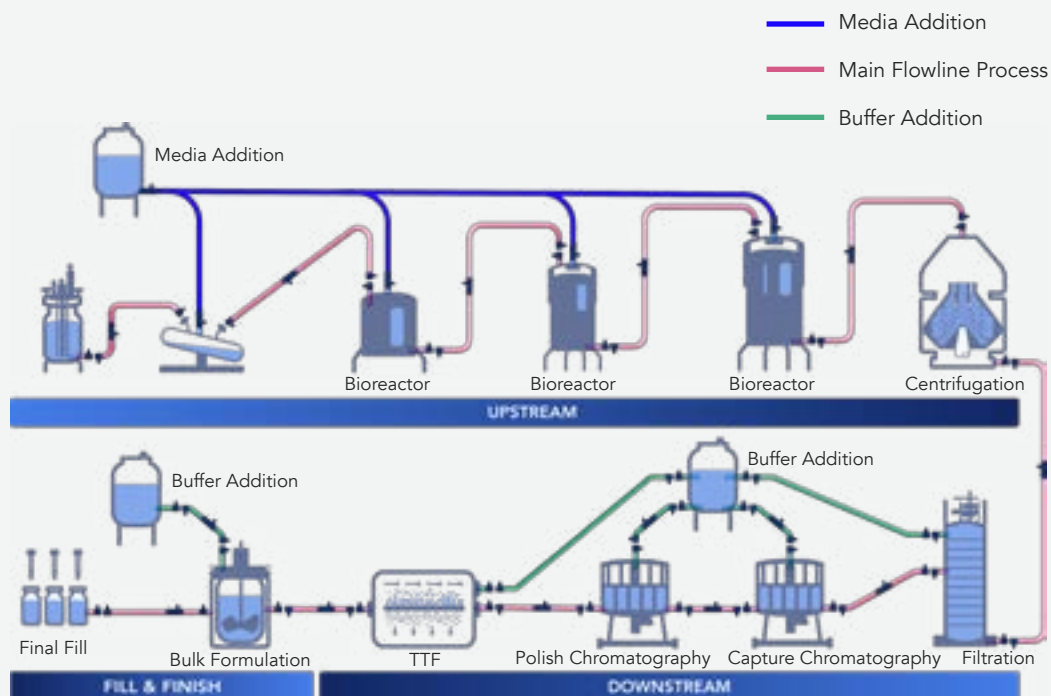 Media Addition
Main Flowline Process
Buffer Addition
Media Addition
Bioreactor
Bioreactor
Bioreactor
Centrifugation
UPSTREAM
Buffer Addition
Buffer Addition
Final Fill
Bulk Formulation
TTF
Polish Chromatography
Capture Chromatography
Filtration
FILL & FINISH
DOWNSTREAM